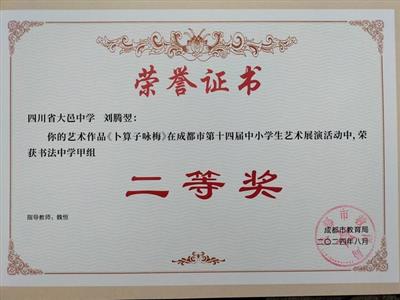 荣誉证书
四川省大邑中学 刘腾翌：
你的艺术作品《卜算子咏梅》在成都市第十四届中小学生艺术展演活动中,荣
获书法中学甲组
二等奖
指导教师：魏恒
成都市教育局
二〇二四年八月